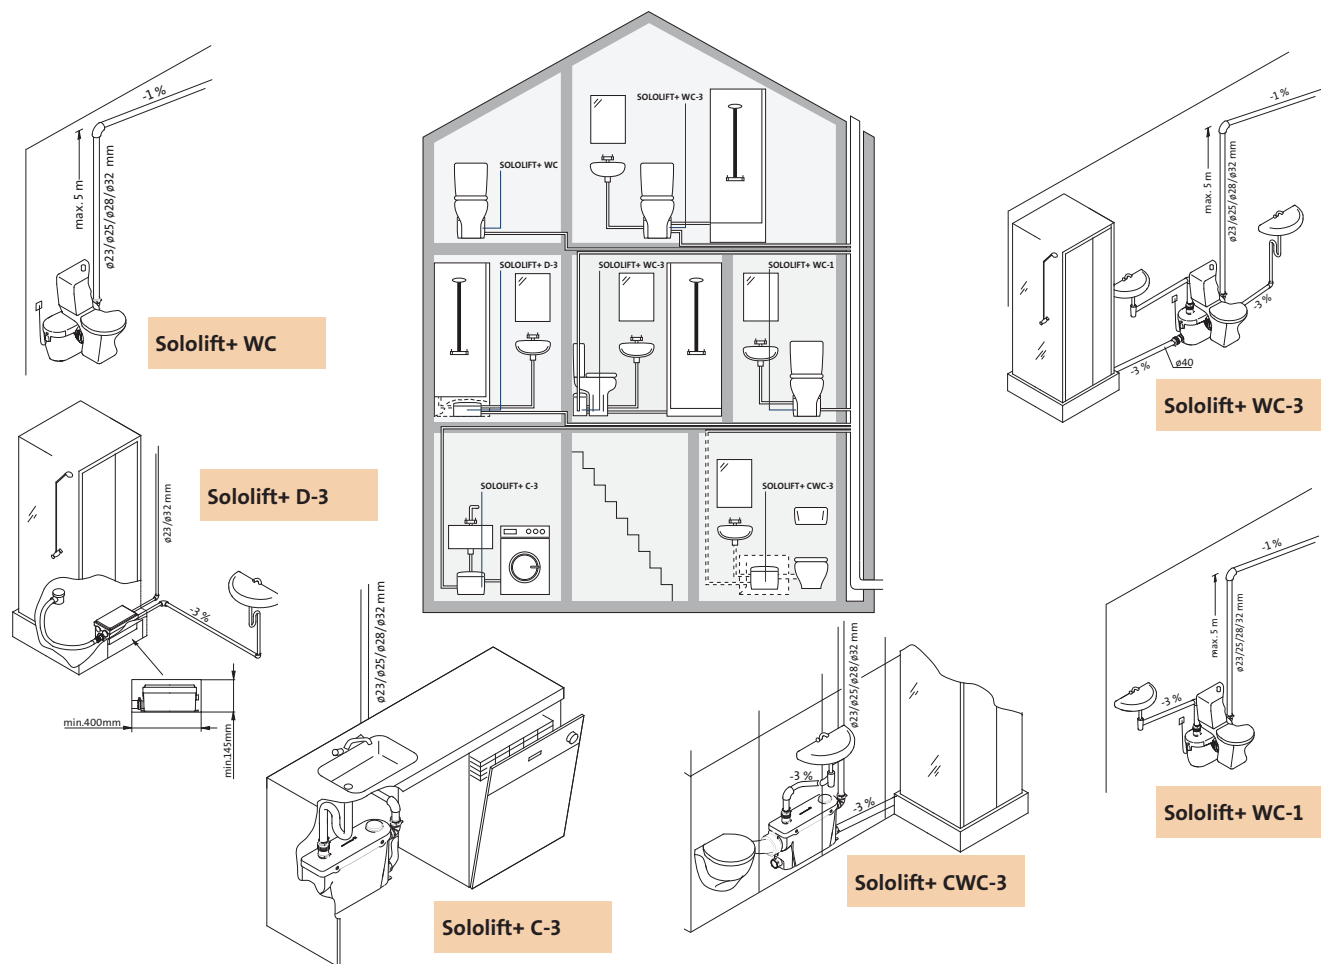 -1 %
max. 5 m
ø23/ø25/ø28/ø32 mm
Sololift+ WC
SOLOLIFT+ WC-3
SOLOLIFT+ WC
SOLOLIFT+ D-3
SOLOLIFT+ WC-3
SOLOLIFT+ WC-1
SOLOLIFT+ C-3
SOLOLIFT+ CWC-3
-1 %
max. 5 m
ø23/ø25/ø28/ø32 mm
-3 %
-3 %
ø40
Sololift+ WC-3
Sololift+ D-3
ø23/ø32 mm
-3 %
min.400mm
min.145mm
ø23/ø25/ø28/ø32 mm
Sololift+ C-3
ø23/ø25/ø28/ø32 mm
-3 %
-3 %
Sololift+ CWC-3
-1 %
max. 5 m
ø23/25/28/32 mm
-3 %
Sololift+ WC-1